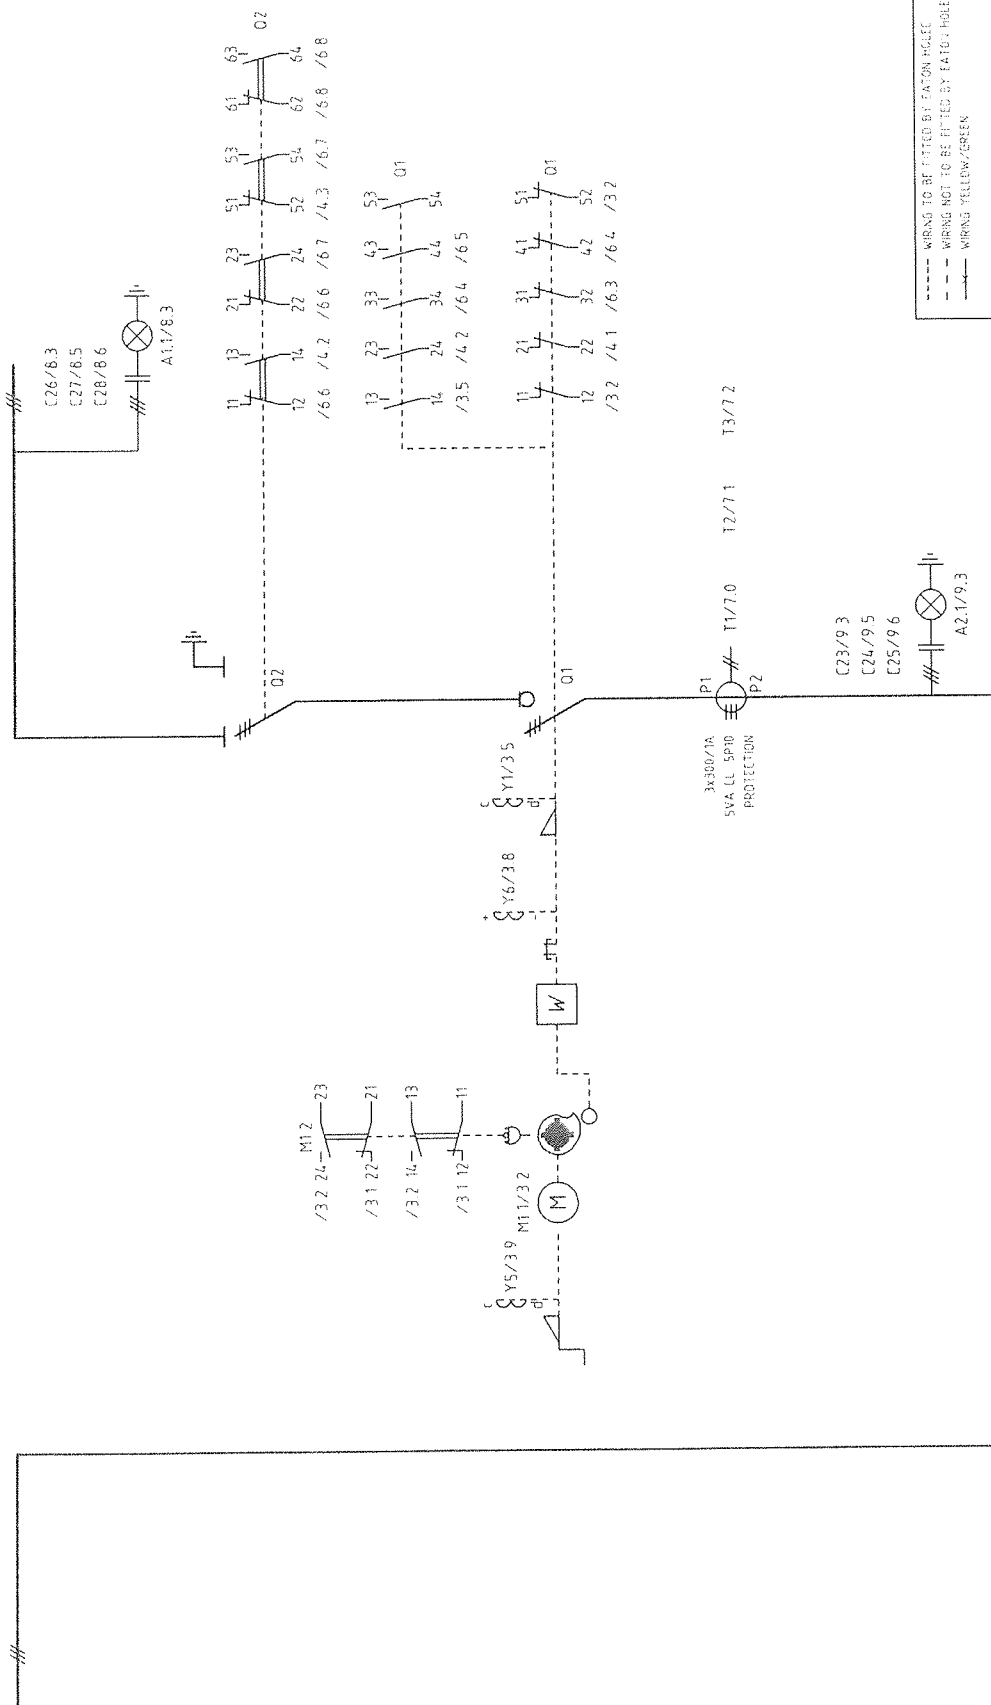 Q2
61 63
51 53
21 23
11 13
62 64
52 54
22 24
12 14
/6.6 /4.2 /6.6 /6.7 /4.3 /6.7 /6.8 /6.8
C26/8.3
C27/8.5
C28/8.6
A1.1/8.3
Q1
13 23 33 43 53
14 24 34 44 54
/3.5 /4.2 /6.4 /6.5
Q1
11 21 31 41 51
12 22 32 42 52
/3.2 /4.1 /6.3 /6.4 /3.2
Q2
Q1
P1
P2
T1/7.0 T2/7.1 T3/7.2
3x300/1A
5VA LL 5P10
PROTECTION
C23/9.3
C24/9.5
C25/9.6
A2.1/9.3
c
Y1/3.5
d
+
Y6/3.8
-
W
M1.2
/3.2 24 23
/3.1 22 21
/3.2 14 13
/3.1 12 11
M1.1/3.2
M
c
Y5/3.9
d
WIRING TO BE FITTED BY EATON HOLEC
WIRING NOT TO BE FITTED BY EATON HOLE
WIRING YELLOW/GREEN